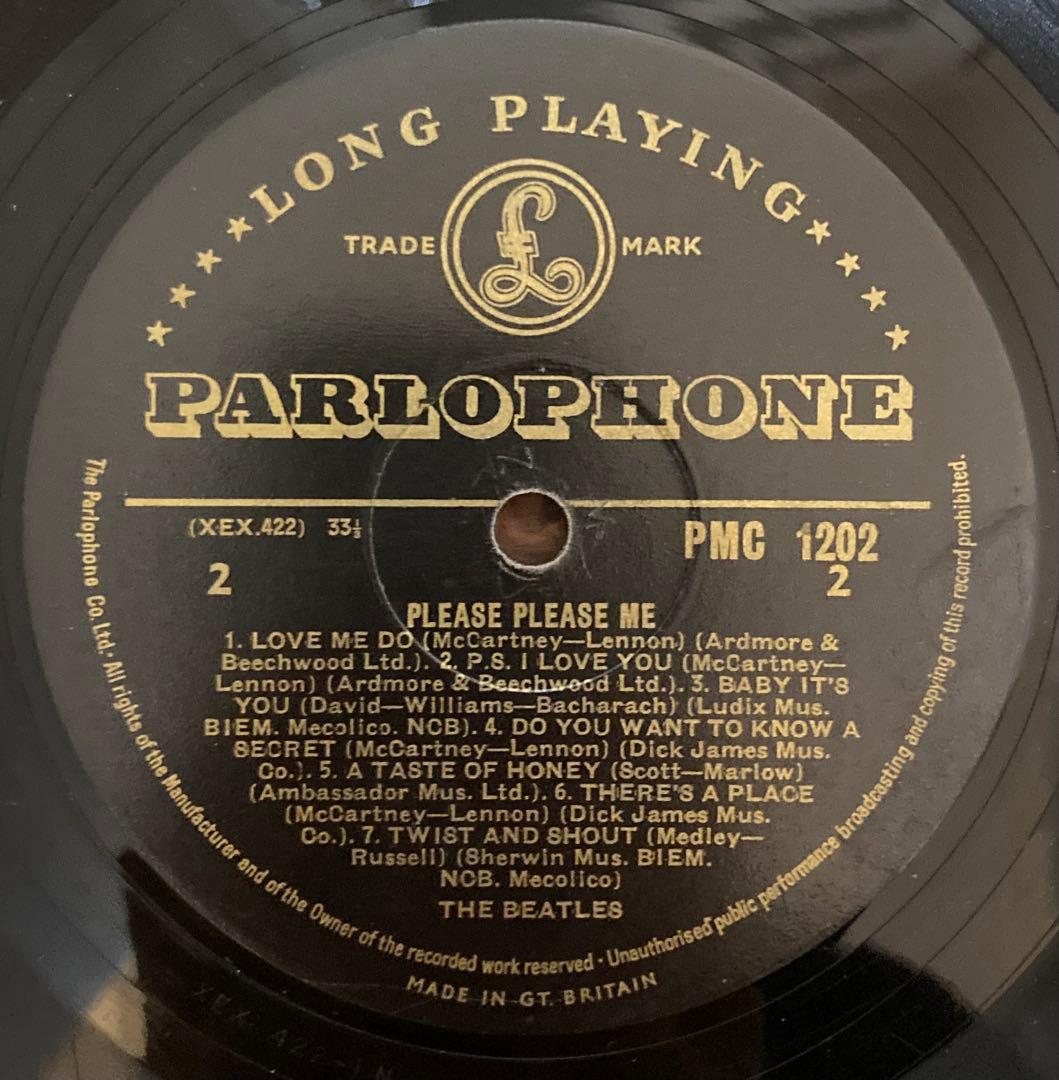 LONG PLAYING
TRADE £ MARK
PARLOPHONE
(XEX.422) 33⅓
PMC 1202
2
2
PLEASE PLEASE ME
1. LOVE ME DO (McCartney—Lennon) (Ardmore &
Beechwood Ltd.). 2. P.S. I LOVE YOU (McCartney—
Lennon) (Ardmore & Beechwood Ltd.). 3. BABY IT'S
YOU (David—Williams—Bacharach) (Ludix Mus.
BIEM. Mecolico. NCB). 4. DO YOU WANT TO KNOW A
SECRET (McCartney—Lennon) (Dick James Mus.
Co.). 5. A TASTE OF HONEY (Scott—Marlow)
(Ambassador Mus. Ltd.). 6. THERE'S A PLACE
(McCartney—Lennon) (Dick James Mus.
Co.). 7. TWIST AND SHOUT (Medley—
Russell) (Sherwin Mus. BIEM.
NCB. Mecolico)
THE BEATLES
The Parlophone Co. Ltd. · All rights of the Manufacturer and of the Owner of the recorded work reserved · Unauthorised public performance broadcasting and copying of this record prohibited.
MADE IN GT. BRITAIN
XEX 422-1N